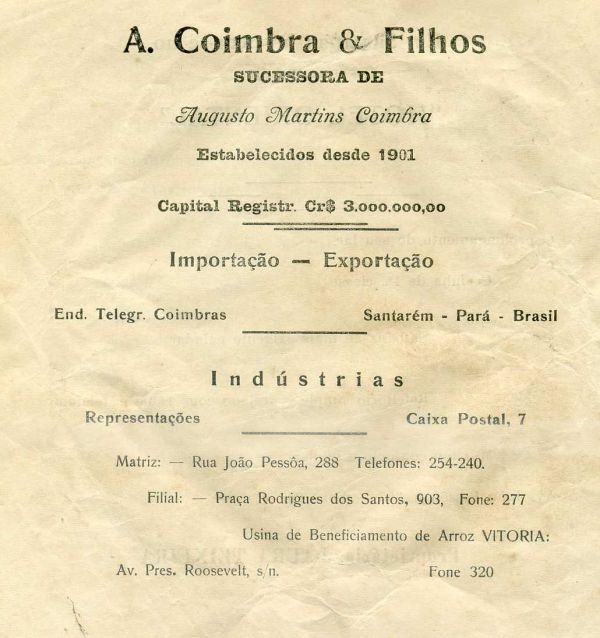 A. Coimbra & Filhos
SUCESSORA DE
Augusto Martins Coimbra
Estabelecidos desde 1901
Capital Registr. Cr$ 3.000.000,00
Importação — Exportação
End. Telegr. Coimbras Santarém - Pará - Brasil
Indústrias
Representações Caixa Postal, 7
Matriz: — Rua João Pessôa, 288 Telefones: 254-240.
Filial: — Praça Rodrigues dos Santos, 903, Fone: 277
Usina de Beneficiamento de Arroz VITORIA:
Av. Pres. Roosevelt, s/n. Fone 320